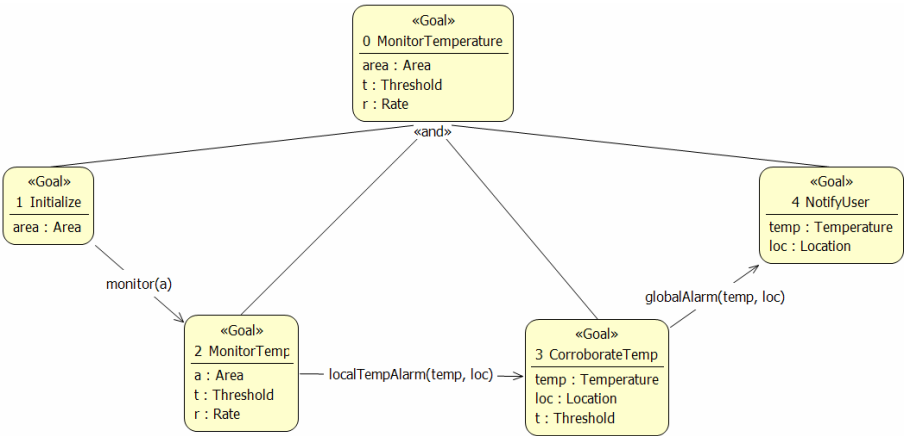 «Goal»
0 MonitorTemperature
area : Area
t : Threshold
r : Rate
«and»
«Goal»
1 Initialize
area : Area
«Goal»
4 NotifyUser
temp : Temperature
loc : Location
monitor(a)
globalAlarm(temp, loc)
«Goal»
2 MonitorTemp
a : Area
t : Threshold
r : Rate
localTempAlarm(temp, loc)
«Goal»
3 CorroborateTemp
temp : Temperature
loc : Location
t : Threshold